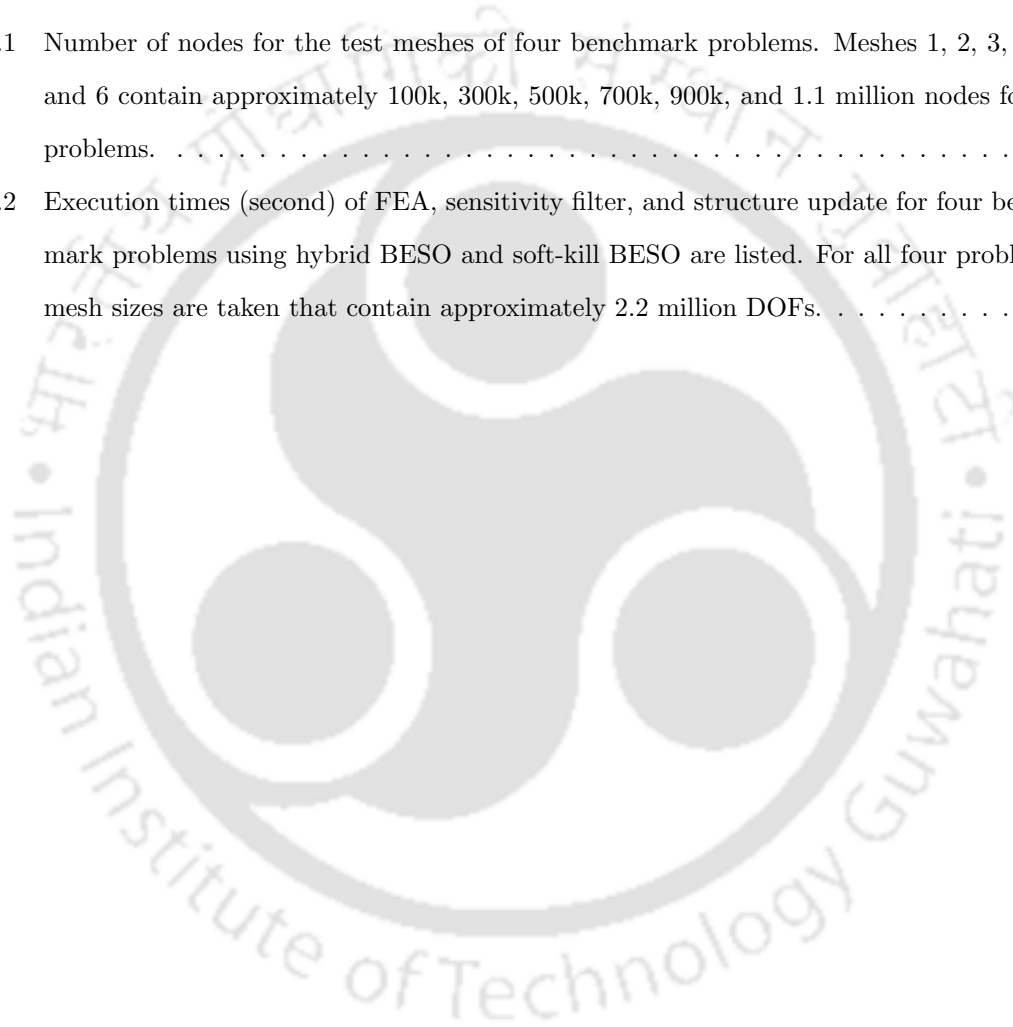 .1 Number of nodes for the test meshes of four benchmark problems. Meshes 1, 2, 3,
and 6 contain approximately 100k, 300k, 500k, 700k, 900k, and 1.1 million nodes fo
problems. . . . . . . . . . . . . . . . . . . . . . . . . . . . . . . . . . . . . . . . . .
.2 Execution times (second) of FEA, sensitivity filter, and structure update for four be
mark problems using hybrid BESO and soft-kill BESO are listed. For all four probl
mesh sizes are taken that contain approximately 2.2 million DOFs. . . . . . . . . . .
Indian Institute of Technology Guwahati